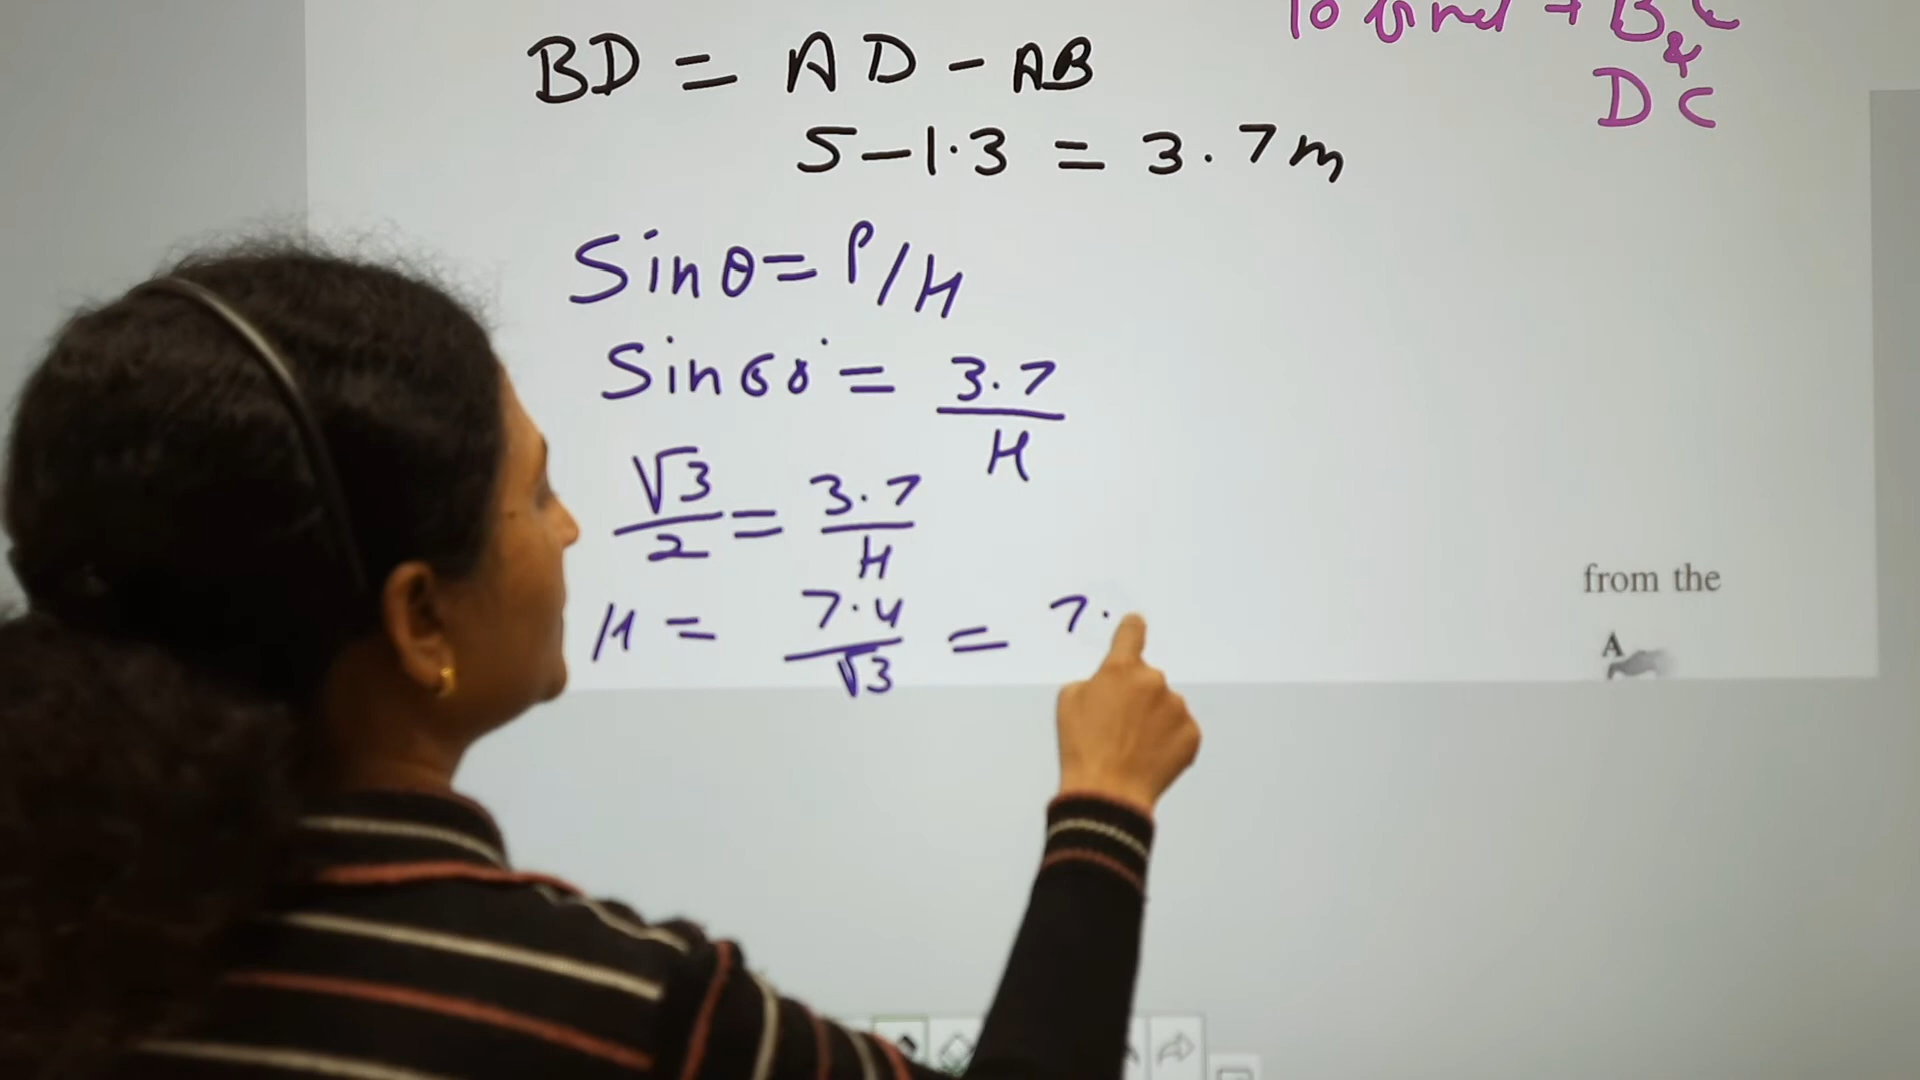 To find → BC
&
DC
BD = AD - AB
5 - 1.3 = 3.7m
Sinθ = P/H
Sin60° = 3.7/H
√3/2 = 3.7/H
H = 7.4/√3 = 7.
from the
A